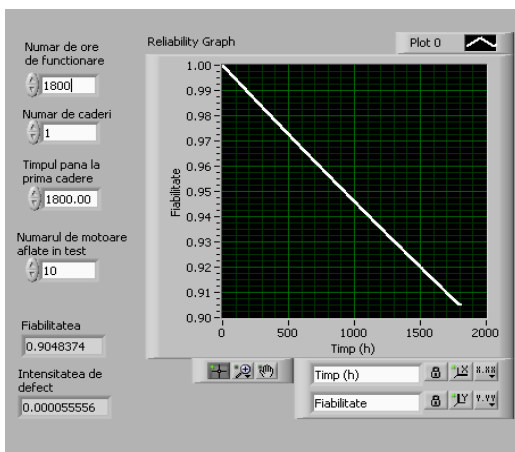 Numar de ore
de functionare
1800
Numar de caderi
1
Timpul pana la
prima cadere
1800.00
Numarul de motoare
aflate in test
10
Fiabilitatea
0.9048374
Intensitatea de
defect
0.000055556
Reliability Graph
Plot 0
Fiabilitate
1.00
0.99
0.98
0.97
0.96
0.95
0.94
0.93
0.92
0.91
0.90
0 500 1000 1500 2000
Timp (h)
Timp (h) X X.XX
Fiabilitate Y Y.YY